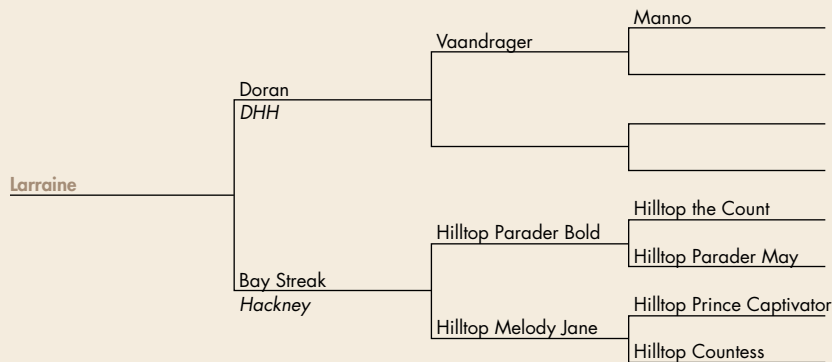 Manno
Vaandrager
Doran
DHH
Larraine
Hilltop the Count
Hilltop Parader Bold
Hilltop Parader May
Bay Streak
Hackney
Hilltop Prince Captivator
Hilltop Melody Jane
Hilltop Countess